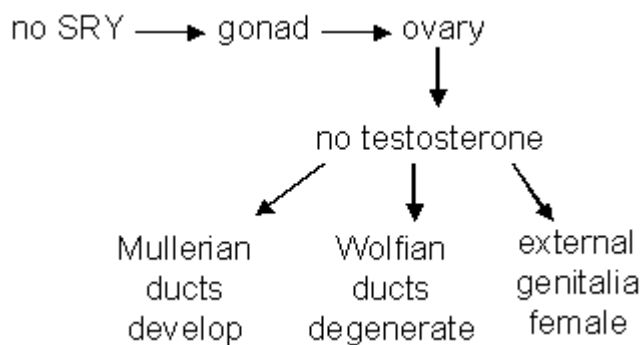 no SRY gonad ovary
no testosterone
Mullerian
ducts
develop
Wolfian
ducts
degenerate
external
genitalia
female